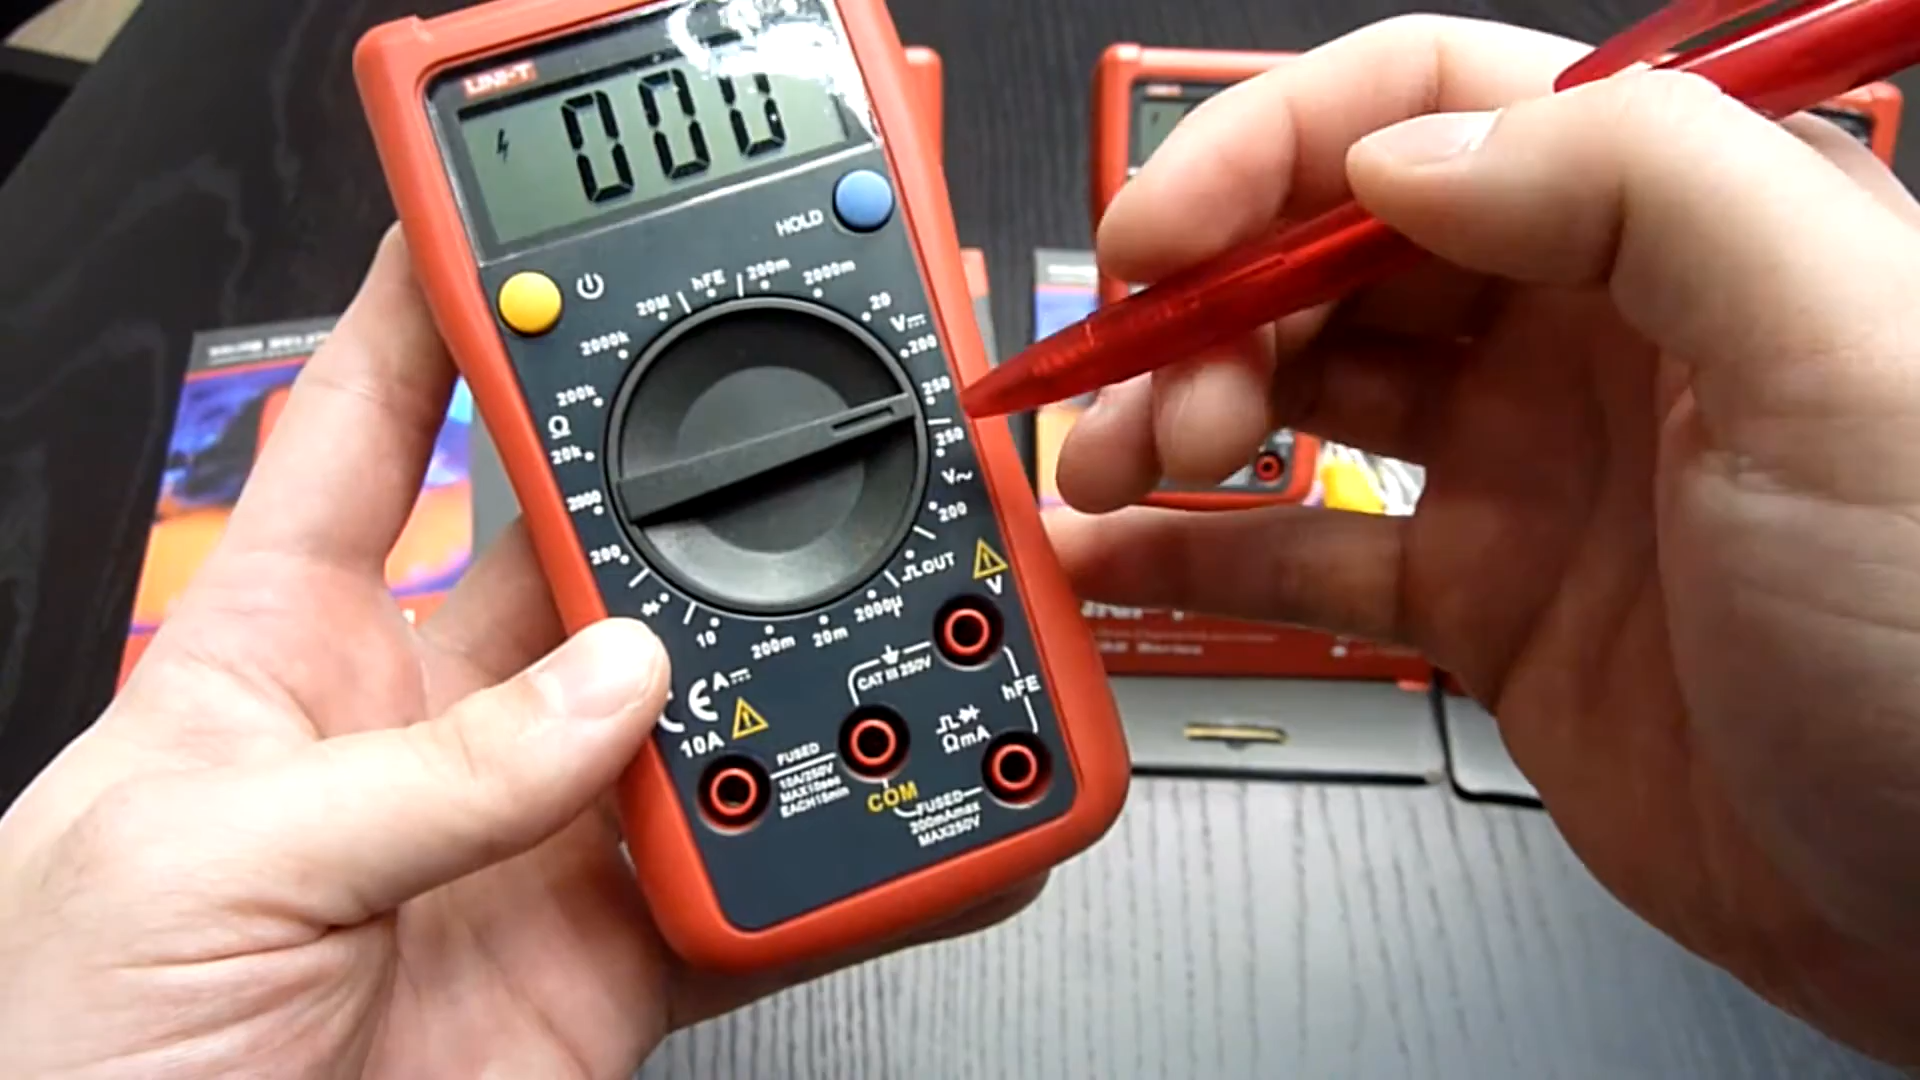 UNI-T
000
HOLD
hFE
200m
2000m
20M
20
V
2000k
200
200k
250
Ω
250
20k
V~
2000
200
200
OUT
2000µ
V
10
200m
20m
CE
A
CAT III 250V
hFE
10A
ΩmA
FUSED
10A/250V
MAX10sec
EACH15min
COM
FUSED
200mAmax
MAX250V